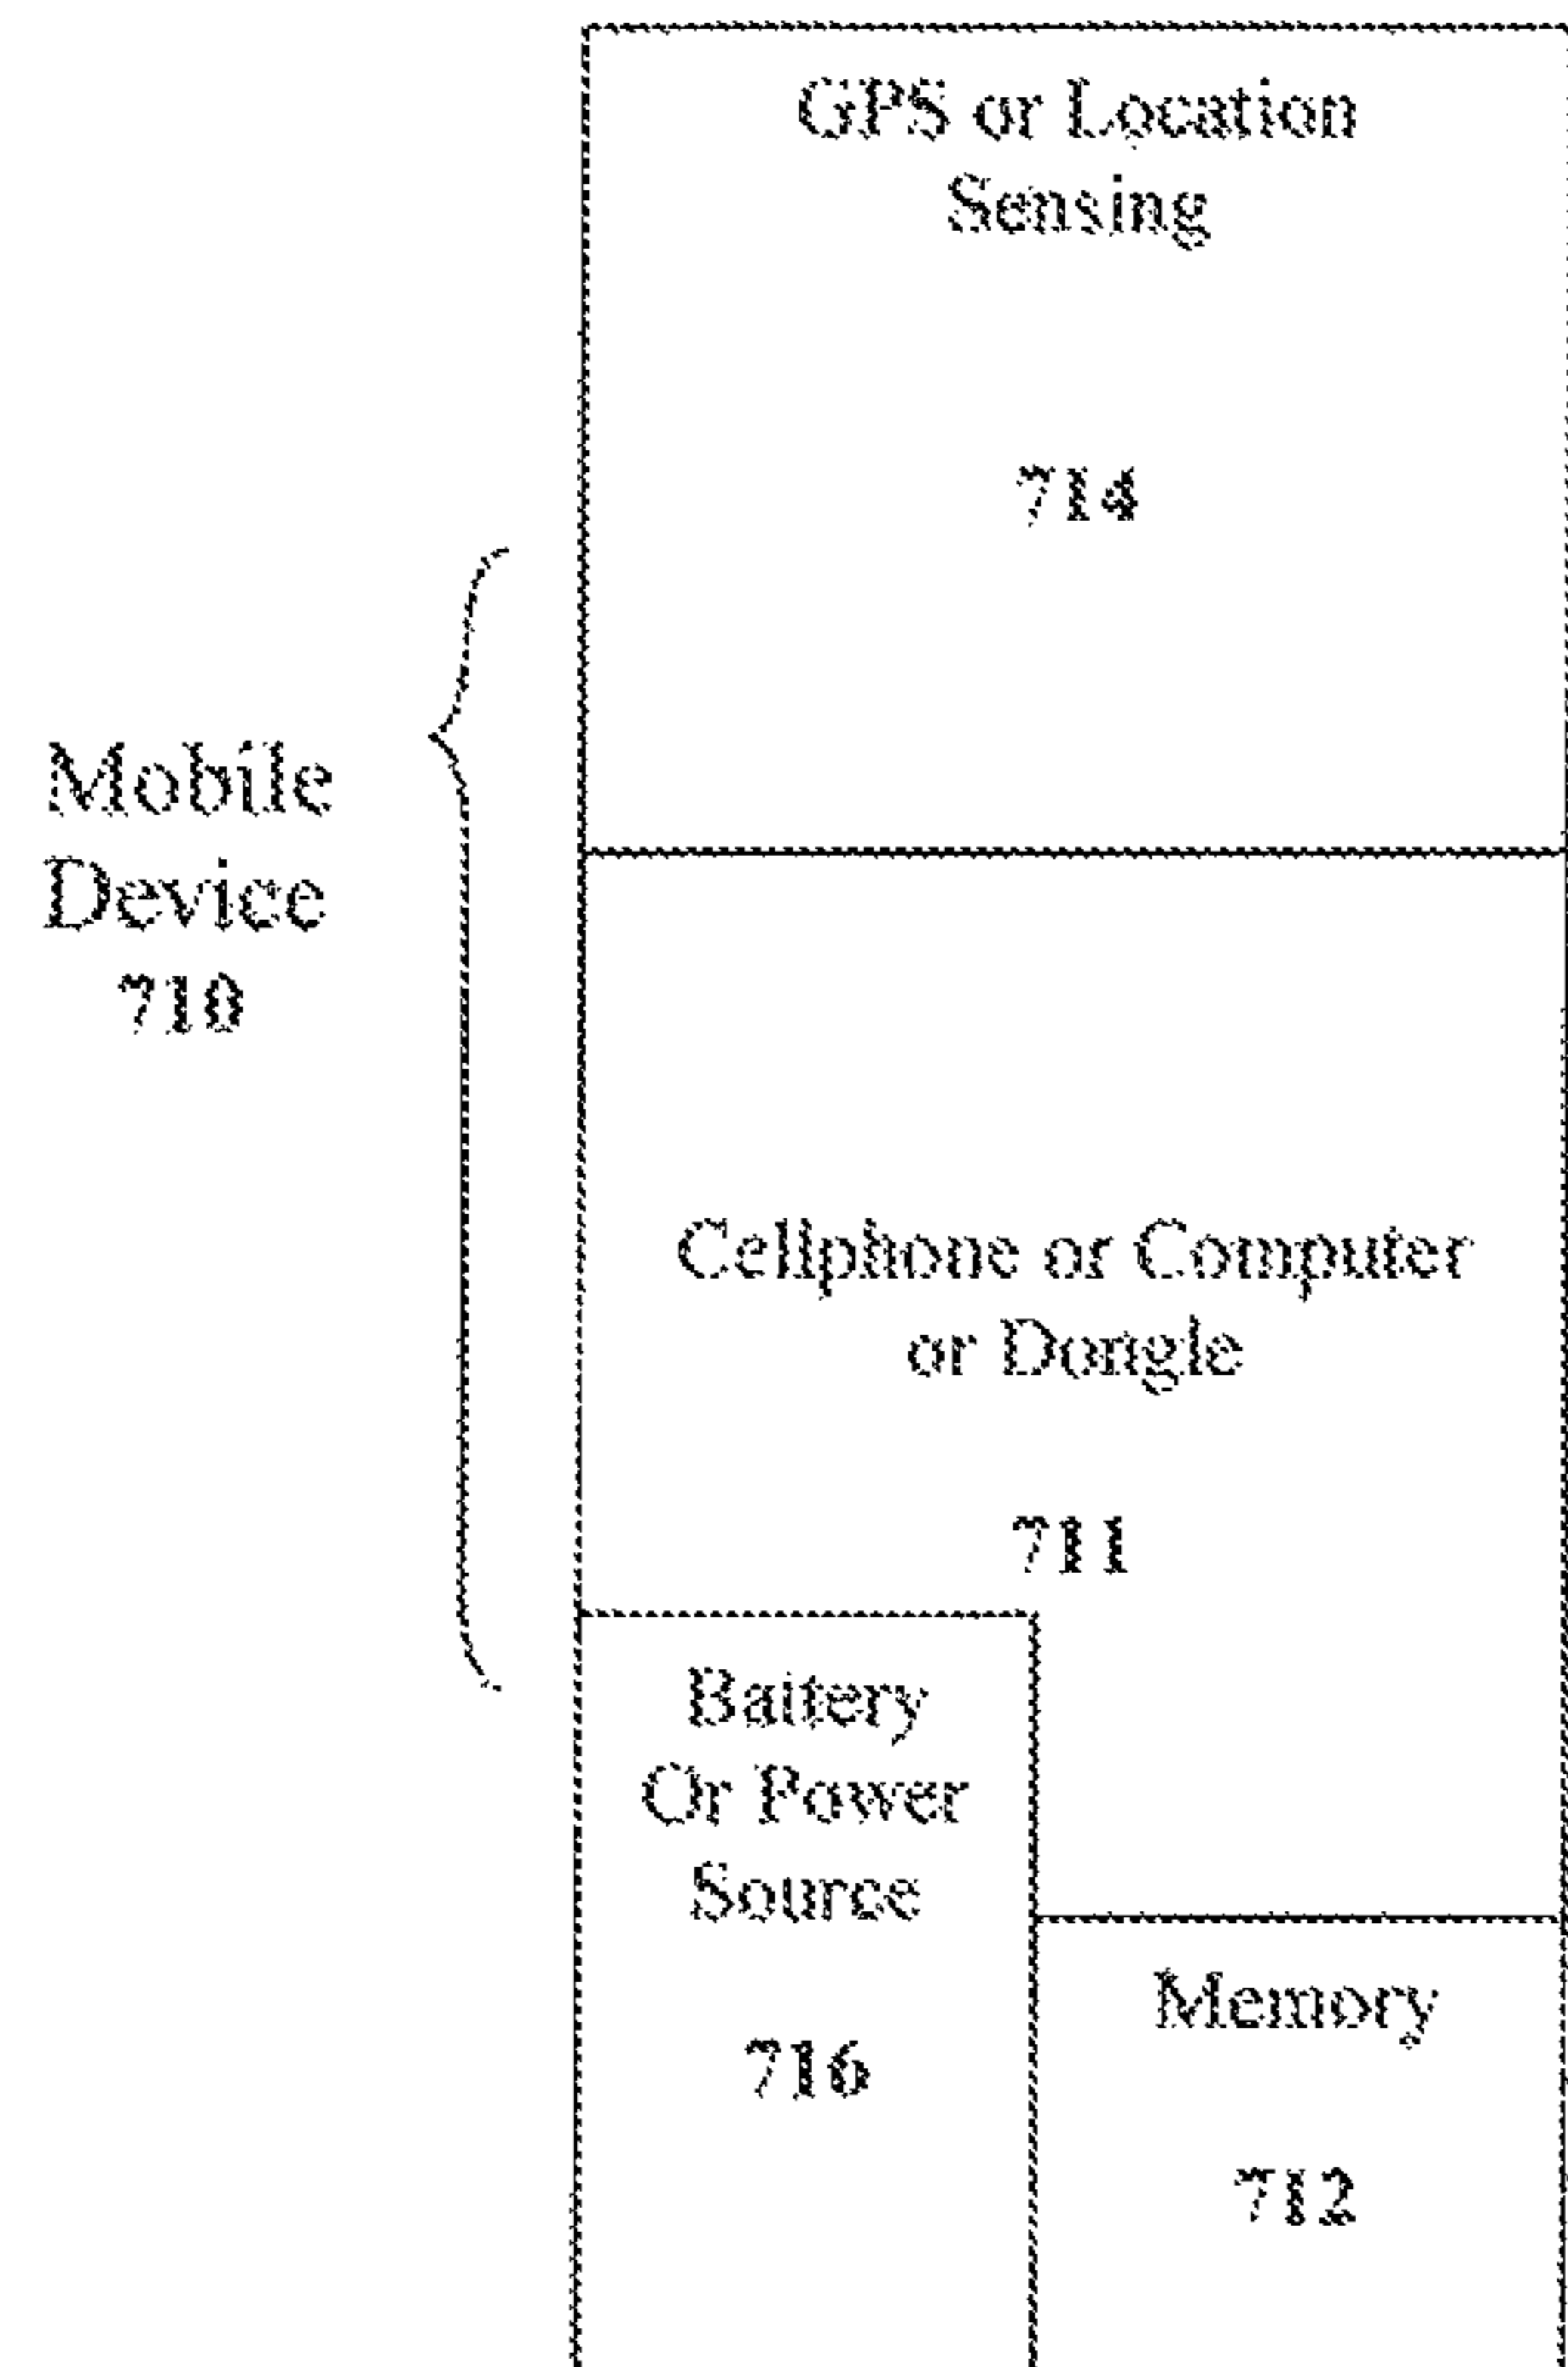 GPS or Location
Sensing
714
Mobile
Device
710
Cellphone or Computer
or Dongle
711
Battery
Or Power
Source
716
Memory
712